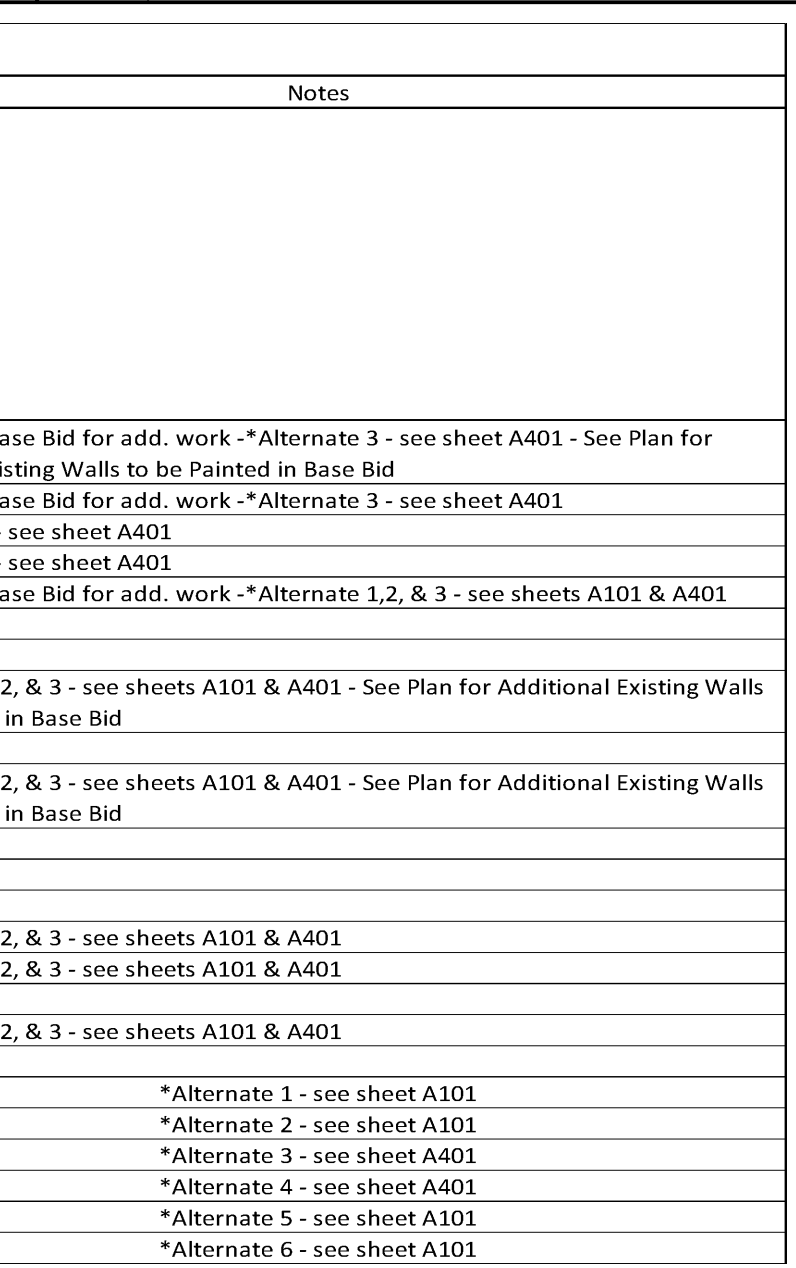 Notes
ase Bid for add. work -*Alternate 3 - see sheet A401 - See Plan for
isting Walls to be Painted in Base Bid
ase Bid for add. work -*Alternate 3 - see sheet A401
- see sheet A401
- see sheet A401
ase Bid for add. work -*Alternate 1,2, & 3 - see sheets A101 & A401
2, & 3 - see sheets A101 & A401 - See Plan for Additional Existing Walls
in Base Bid
2, & 3 - see sheets A101 & A401 - See Plan for Additional Existing Walls
in Base Bid
2, & 3 - see sheets A101 & A401
2, & 3 - see sheets A101 & A401
2, & 3 - see sheets A101 & A401
*Alternate 1 - see sheet A101
*Alternate 2 - see sheet A101
*Alternate 3 - see sheet A401
*Alternate 4 - see sheet A401
*Alternate 5 - see sheet A101
*Alternate 6 - see sheet A101